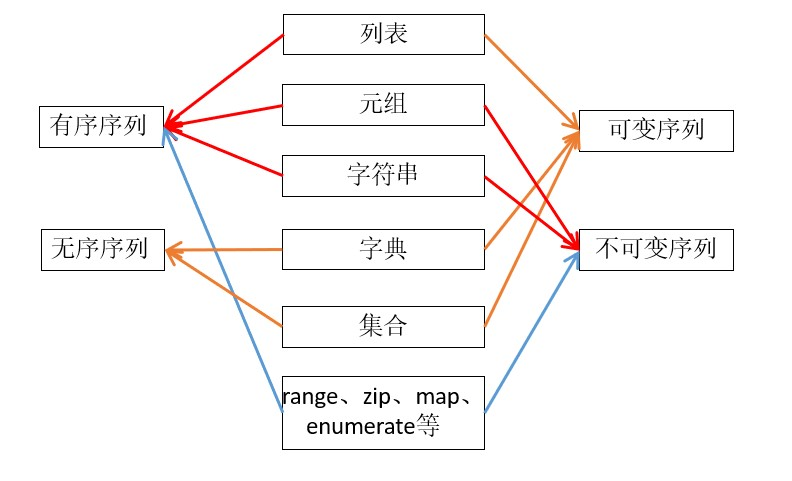 列表
元组
有序序列
可变序列
字符串
无序序列
字典
不可变序列
集合
range、zip、map、
enumerate等